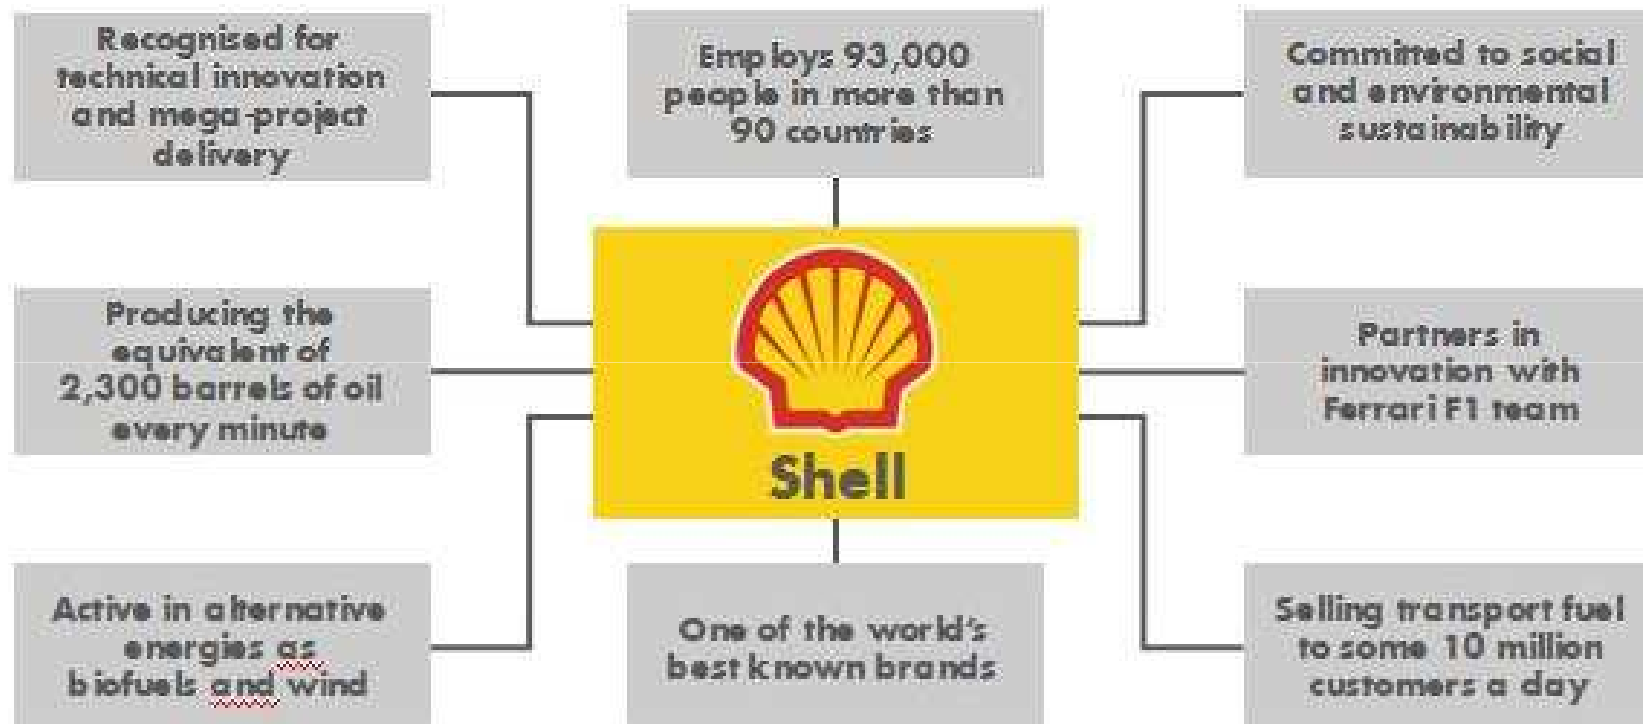 Recognised for
technical innovation
and mega-project
delivery
Employs 93,000
people in more than
90 countries
Committed to social
and environmental
sustainability
Producing the
equivalent of
2,300 barrels of oil
every minute
Shell
Partners in
innovation with
Ferrari F1 team
Active in alternative
energies as
biofuels and wind
One of the world's
best known brands
Selling transport fuel
to some 10 million
customers a day